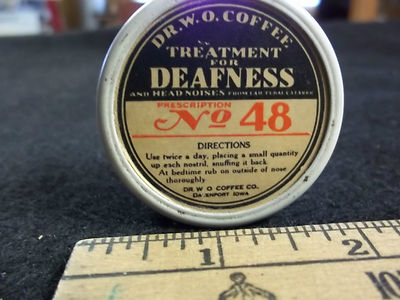 DR. W. O. COFFEE
TREATMENT
FOR
DEAFNESS
AND HEAD NOISES FROM EAR TUBAL CATARRH
PRESCRIPTION
No 48
DIRECTIONS
Use twice a day, placing a small quantity
up each nostril, snuffing it back.
At bedtime rub on outside of nose
thoroughly.
DR. W O COFFEE CO.
DAVENPORT IOWA
1 2